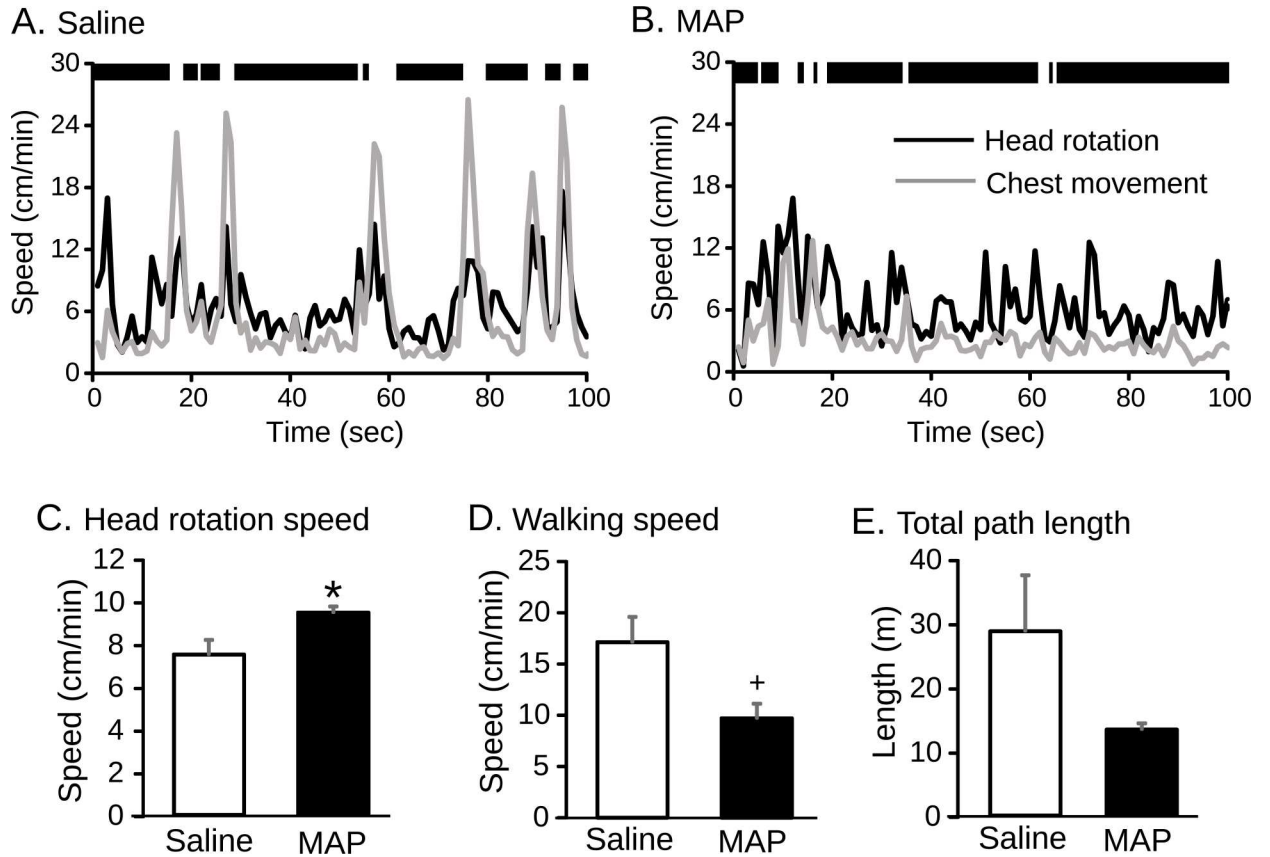 A. Saline
B. MAP
30
24
18
12
6
0
Speed (cm/min)
0 20 40 60 80 100
Time (sec)
30
24
18
12
6
0
Speed (cm/min)
Head rotation
Chest movement
0 20 40 60 80 100
Time (sec)
C. Head rotation speed
12
10
8
6
4
2
0
Speed (cm/min)
*
Saline MAP
D. Walking speed
25
20
15
10
5
0
Speed (cm/min)
+
Saline MAP
E. Total path length
40
30
20
10
0
Length (m)
Saline MAP